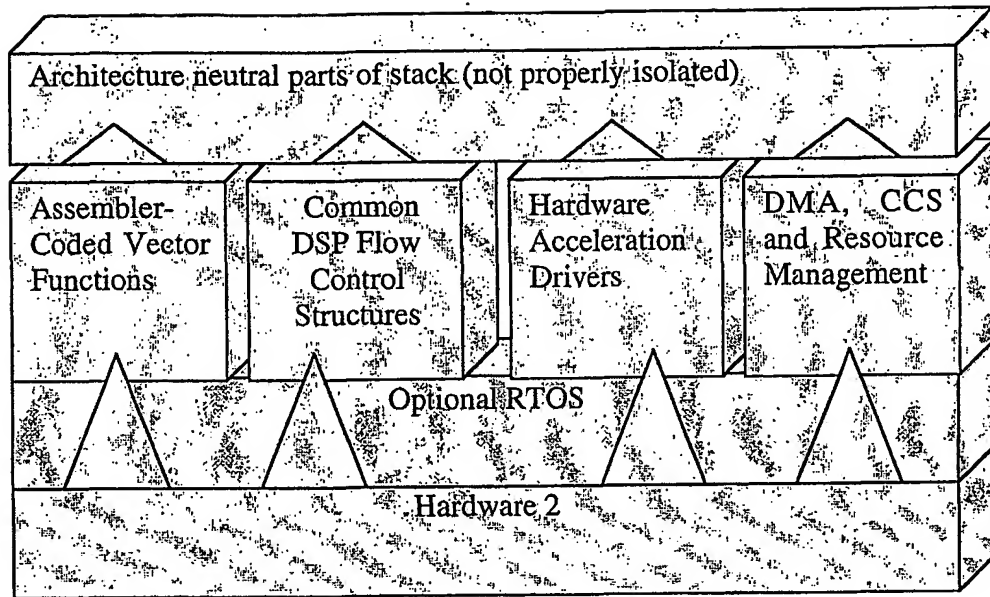 Architecture neutral parts of stack (not properly isolated)
Assembler-
Coded Vector
Functions
Common
DSP Flow
Control
Structures
Hardware
Acceleration
Drivers
DMA, CCS
and Resource
Management
Optional RTOS
Hardware 2